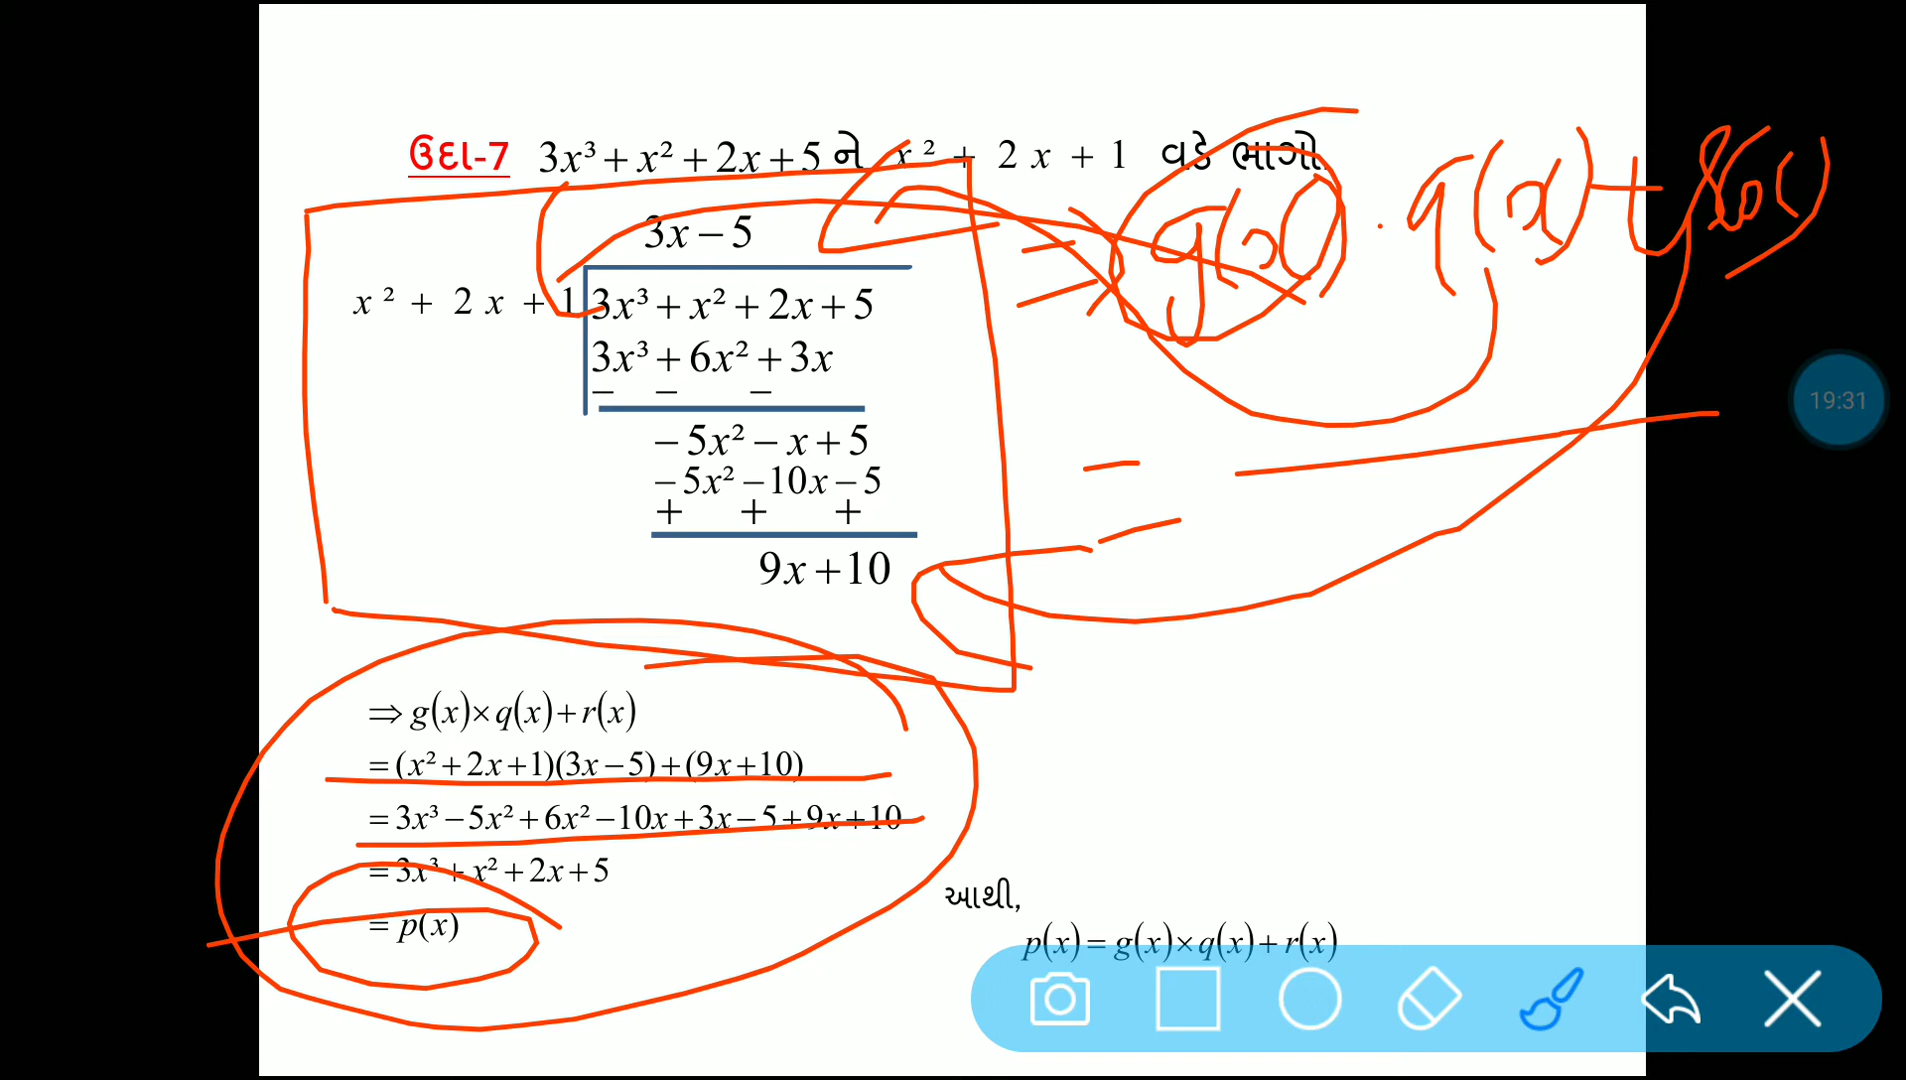 ઉદા-7 3x³ + x² + 2x + 5 ને x² + 2x + 1 વડે ભાગો.
3x − 5
x² + 2x + 1 3x³ + x² + 2x + 5
3x³ + 6x² + 3x
− − −
− 5x² − x + 5
− 5x² − 10x − 5
+ + +
9x + 10
= g(x) · q(x) + r(x)
19:31
⇒ g(x) × q(x) + r(x)
= (x² + 2x + 1)(3x − 5) + (9x + 10)
= 3x³ − 5x² + 6x² − 10x + 3x − 5 + 9x + 10
= 3x³ + x² + 2x + 5
= p(x)
આથી,
p(x) = g(x) × q(x) + r(x)